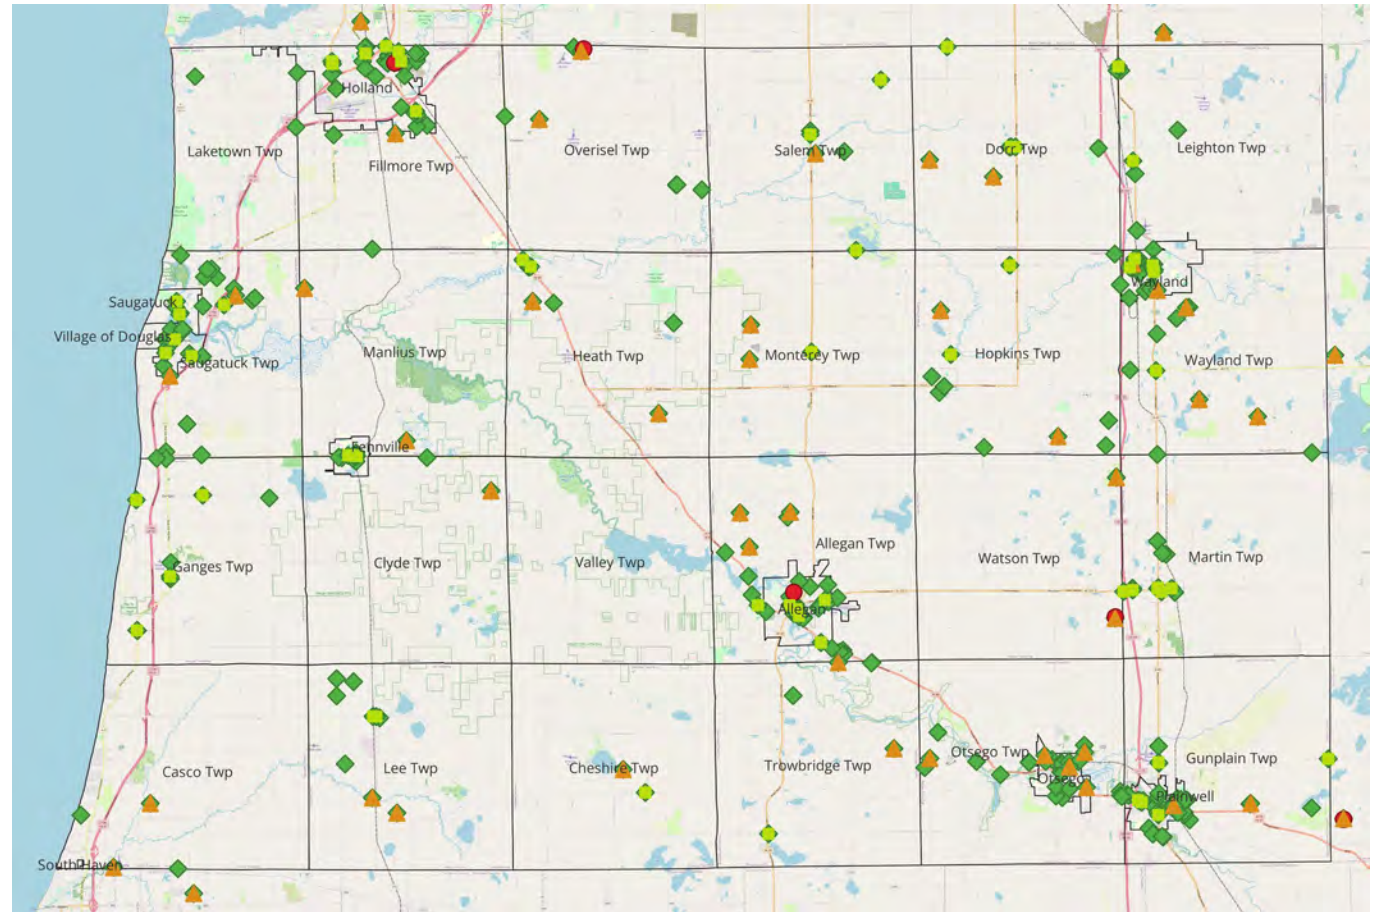 Holland
Laketown Twp
Fillmore Twp
Overisel Twp
Salem Twp
Dorr Twp
Leighton Twp
Saugatuck
Village of Douglas
Saugatuck Twp
Manlius Twp
Heath Twp
Monterey Twp
Hopkins Twp
Wayland
Wayland Twp
Fennville
Ganges Twp
Clyde Twp
Valley Twp
Allegan Twp
Allegan
Watson Twp
Martin Twp
Casco Twp
Lee Twp
Cheshire Twp
Trowbridge Twp
Otsego Twp
Otsego
Gunplain Twp
Plainwell
South Haven